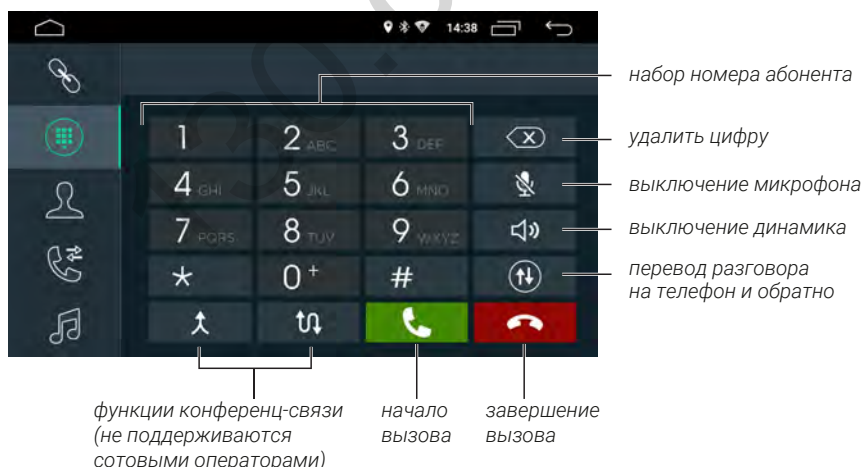 14:38
набор номера абонента
1 2 ABC 3 DEF
удалить цифру
4 GHI 5 JKL 6 MNO
выключение микрофона
7 PQRS 8 TUV 9 WXYZ
выключение динамика
* 0 + #
перевод разговора
на телефон и обратно
функции конференц-связи
(не поддерживаются
сотовыми операторами)
начало
вызова
завершение
вызова